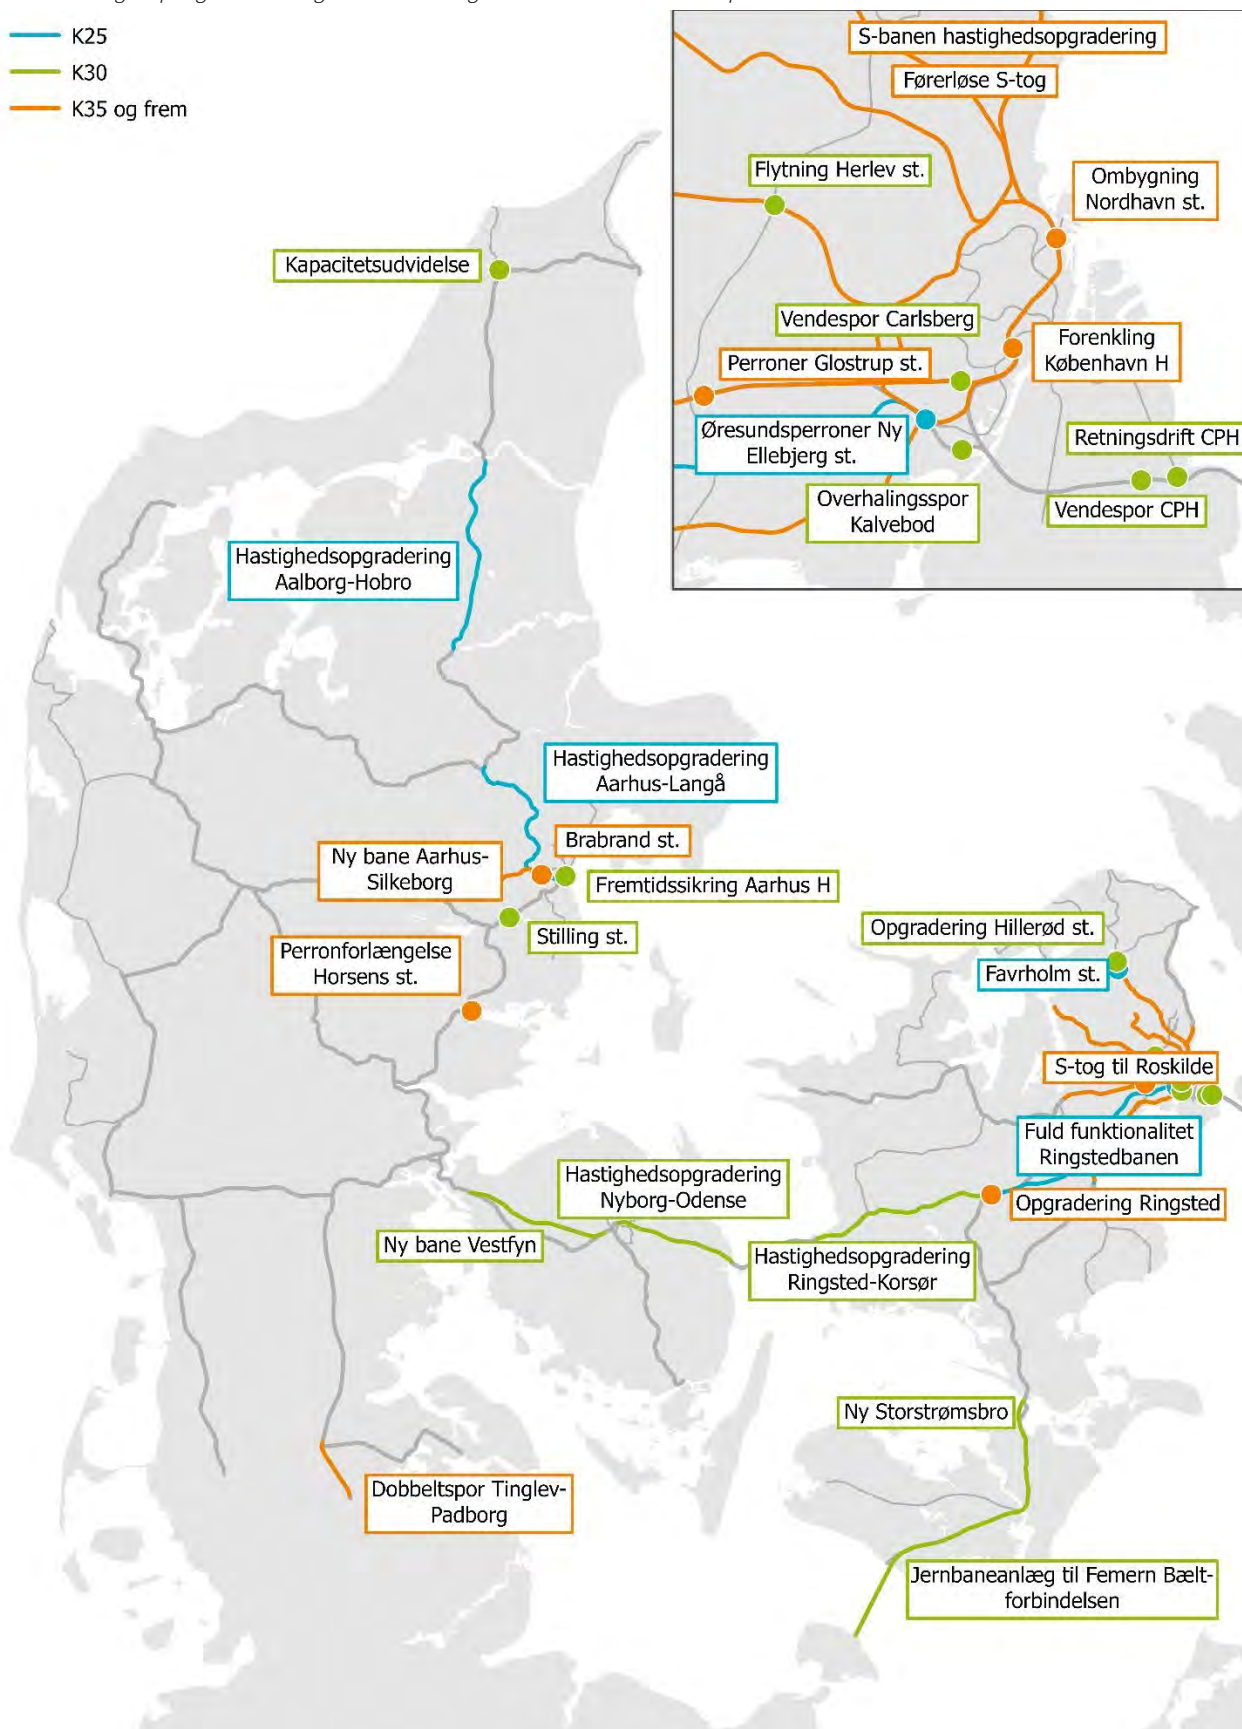 K25
K30
K35 og frem
S-banen hastighedsopgradering
Førerløse S-tog
Flytning Herlev st.
Ombygning
Nordhavn st.
Kapacitetsudvidelse
Vendespor Carlsberg
Forenkling
København H
Perroner Glostrup st.
Øresundsperroner Ny
Ellebjerg st.
Retningsdrift CPH
Overhalingsspor
Kalvebod
Vendespor CPH
Hastighedsopgradering
Aalborg-Hobro
Hastighedsopgradering
Aarhus-Langå
Brabrand st.
Ny bane Aarhus-
Silkeborg
Fremtidssikring Aarhus H
Stilling st.
Perronforlængelse
Horsens st.
Opgradering Hillerød st.
Favrholm st.
S-tog til Roskilde
Fuld funktionalitet
Ringstedbanen
Hastighedsopgradering
Nyborg-Odense
Opgradering Ringsted
Ny bane Vestfyn
Hastighedsopgradering
Ringsted-Korsør
Ny Storstrømsbro
Dobbeltspor Tinglev-
Padborg
Jernbaneanlæg til Femern Bælt-
forbindelsen